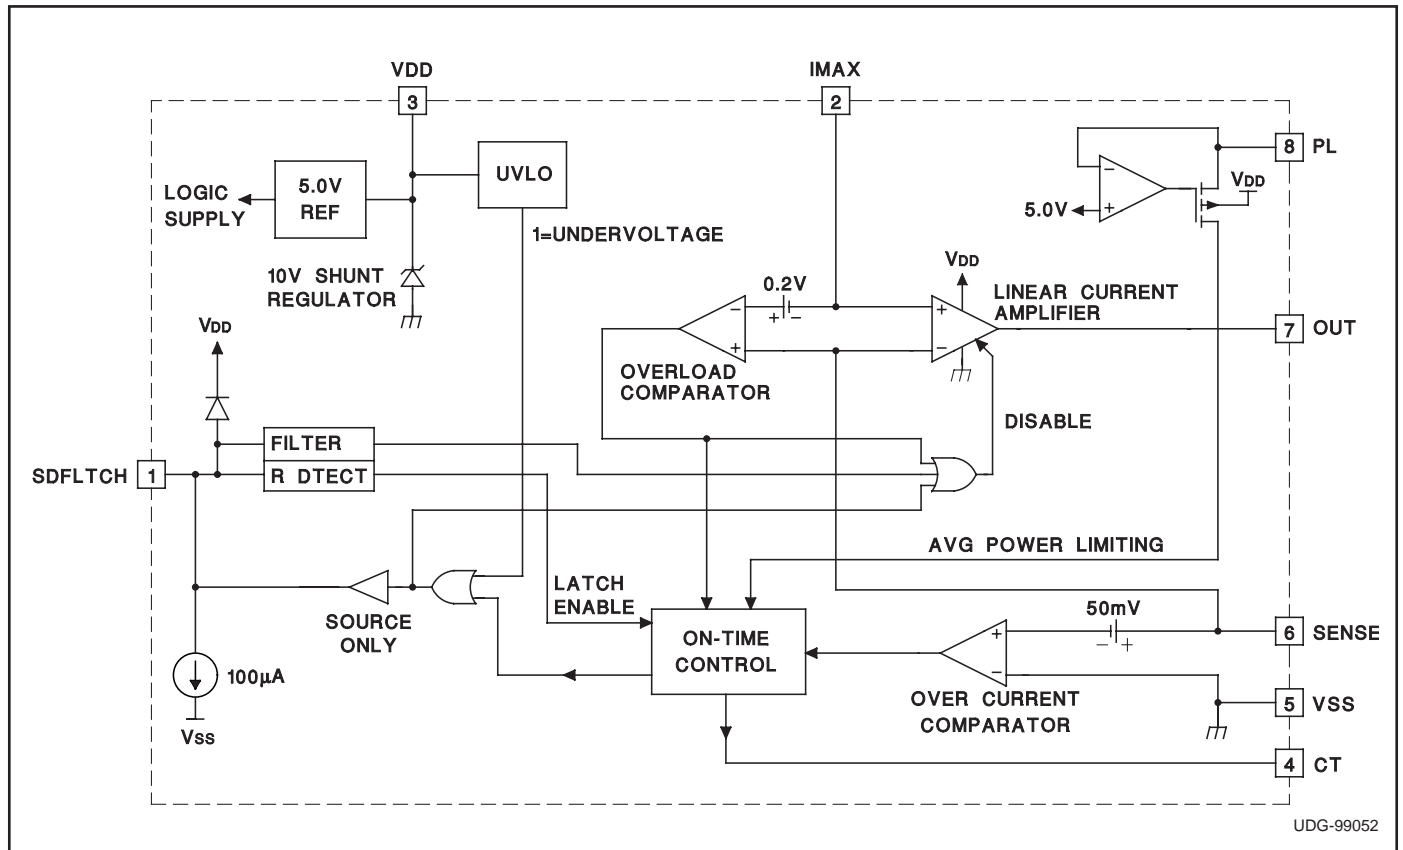 VDD
3
IMAX
2
8 PL
VDD
5.0V
−
+
UVLO
LOGIC
SUPPLY
5.0V
REF
1=UNDERVOLTAGE
10V SHUNT
REGULATOR
VDD
0.2V
+ −
−
+
OVERLOAD
COMPARATOR
VDD
+
−
LINEAR CURRENT
AMPLIFIER
7 OUT
DISABLE
FILTER
R DTECT
SDFLTCH 1
AVG POWER LIMITING
LATCH
ENABLE
SOURCE
ONLY
100µA
VSS
ON-TIME
CONTROL
50mV
− +
+
−
OVER CURRENT
COMPARATOR
6 SENSE
5 VSS
4 CT
UDG-99052